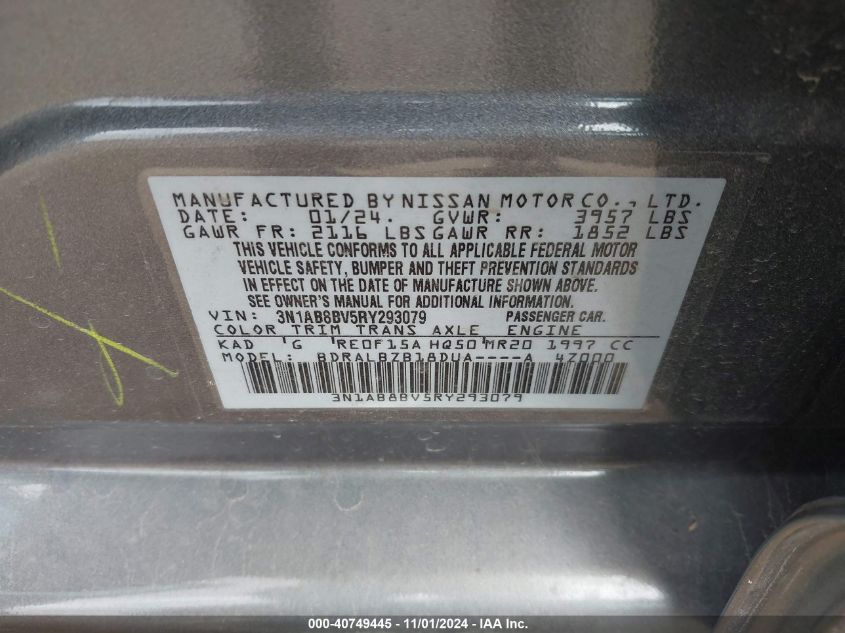 MANUFACTURED BY NISSAN MOTOR CO., LTD.
DATE: 01/24. GVWR: 3957 LBS
GAWR FR: 2116 LBS GAWR RR: 1852 LBS
THIS VEHICLE CONFORMS TO ALL APPLICABLE FEDERAL MOTOR
VEHICLE SAFETY, BUMPER AND THEFT PREVENTION STANDARDS
IN EFFECT ON THE DATE OF MANUFACTURE SHOWN ABOVE.
SEE OWNER'S MANUAL FOR ADDITIONAL INFORMATION.
VIN: 3N1AB8BV5RY293079 PASSENGER CAR.
COLOR TRIM TRANS AXLE ENGINE
KAD G RE0F15A HQ50 MR20 1997 CC
MODEL: BDRALBZB18DUA----A 4Z000
3N1AB8BV5RY293079
000-40749445 - 11/01/2024 - IAA Inc.